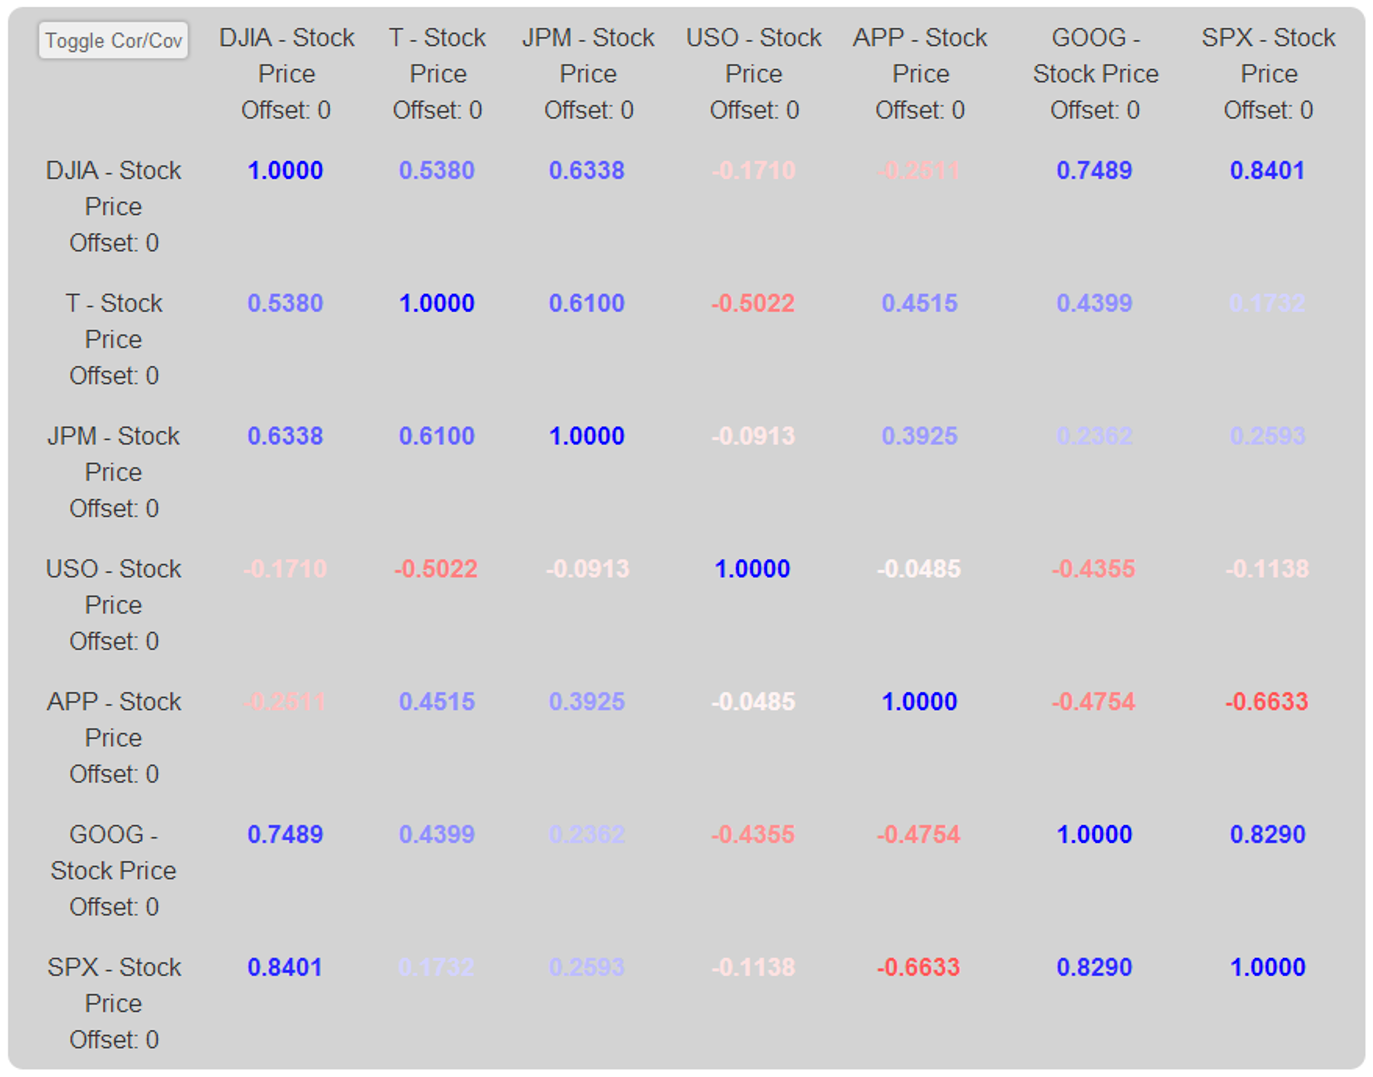 Toggle Cor/Cov DJIA - Stock T - Stock JPM - Stock USO - Stock APP - Stock GOOG - SPX - Stock
Price Price Price Price Price Stock Price Price
Offset: 0 Offset: 0 Offset: 0 Offset: 0 Offset: 0 Offset: 0 Offset: 0
DJIA - Stock 1.0000 0.5380 0.6338 -0.1710 -0.2511 0.7489 0.8401
Price
Offset: 0
T - Stock 0.5380 1.0000 0.6100 -0.5022 0.4515 0.4399 0.1732
Price
Offset: 0
JPM - Stock 0.6338 0.6100 1.0000 -0.0913 0.3925 0.2362 0.2593
Price
Offset: 0
USO - Stock -0.1710 -0.5022 -0.0913 1.0000 -0.0485 -0.4355 -0.1138
Price
Offset: 0
APP - Stock -0.2511 0.4515 0.3925 -0.0485 1.0000 -0.4754 -0.6633
Price
Offset: 0
GOOG - 0.7489 0.4399 0.2362 -0.4355 -0.4754 1.0000 0.8290
Stock Price
Offset: 0
SPX - Stock 0.8401 0.1732 0.2593 -0.1138 -0.6633 0.8290 1.0000
Price
Offset: 0